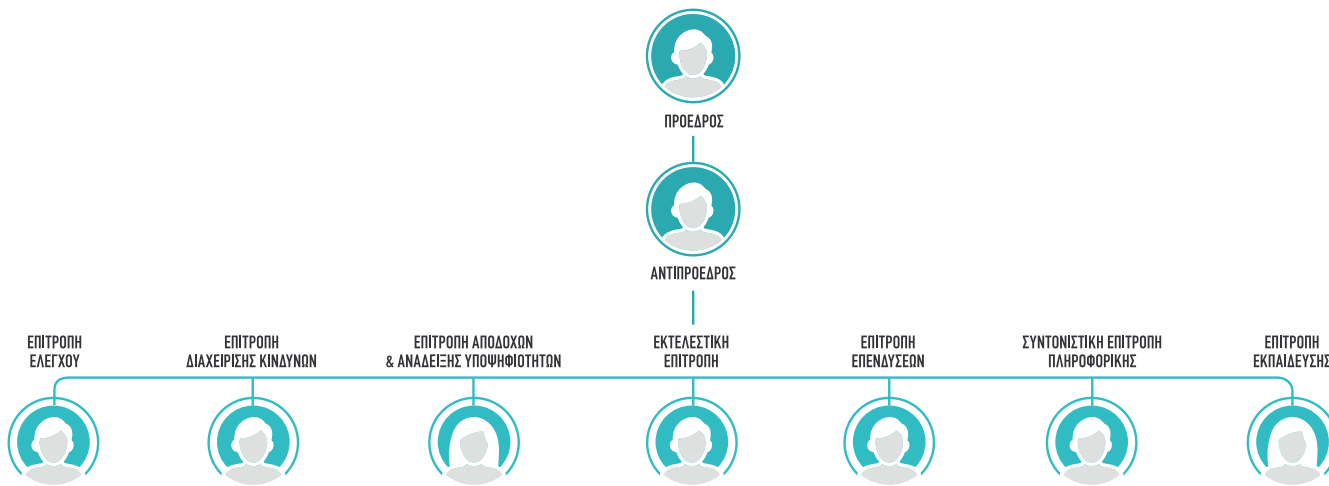 ΠΡΟΕΔΡΟΣ
ΑΝΤΙΠΡΟΕΔΡΟΣ
ΕΠΙΤΡΟΠΗ
ΕΛΕΓΧΟΥ
ΕΠΙΤΡΟΠΗ
ΔΙΑΧΕΙΡΙΣΗΣ ΚΙΝΔΥΝΩΝ
ΕΠΙΤΡΟΠΗ ΑΠΟΔΟΧΩΝ
& ΑΝΑΔΕΙΞΗΣ ΥΠΟΨΗΦΙΟΤΗΤΩΝ
ΕΚΤΕΛΕΣΤΙΚΗ
ΕΠΙΤΡΟΠΗ
ΕΠΙΤΡΟΠΗ
ΕΠΕΝΔΥΣΕΩΝ
ΣΥΝΤΟΝΙΣΤΙΚΗ ΕΠΙΤΡΟΠΗ
ΠΛΗΡΟΦΟΡΙΚΗΣ
ΕΠΙΤΡΟΠΗ
ΕΚΠΑΙΔΕΥΣΗΣ